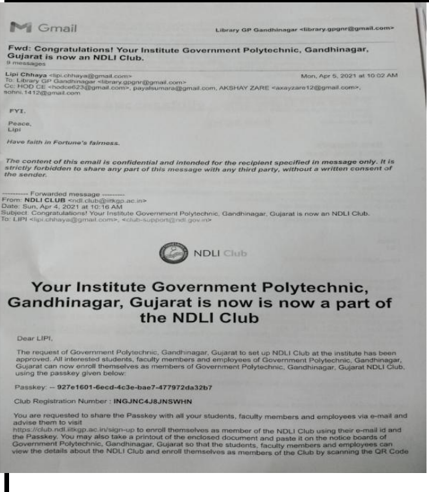 Gmail
Library GP Gandhinagar <library.gpgnr@gmail.com>
Fwd: Congratulations! Your Institute Government Polytechnic, Gandhinagar,
Gujarat is now an NDLI Club.
9 messages
Lipi Chhaya <lipi.chhaya@gmail.com>
Mon, Apr 5, 2021 at 10:02 AM
To: Library GP Gandhinagar <library.gpgnr@gmail.com>
Cc: HOD CE <hodce623@gmail.com>, payalsumara@gmail.com, AKSHAY ZARE <axayzare12@gmail.com>,
1412@gmail.com
FYI.
Peace,
Lipi
Have faith in Fortune's fairness.
The content of this email is confidential and intended for the recipient specified in message only. It is
strictly forbidden to share any part of this message with any third party, without a written consent of
the sender.
---------- Forwarded message ----------
From: NDLI CLUB <ndl.club@iitkgp.ac.in>
Date: Sun, Apr 4, 2021 at 10:16 AM
Subject: Congratulations! Your Institute Government Polytechnic, Gandhinagar, Gujarat is now an NDLI Club.
To: LIPI <lipi.chhaya@gmail.com>, <club-support@ndl.gov.in>
NDLI Club
Your Institute Government Polytechnic,
Gandhinagar, Gujarat is now is now a part of
the NDLI Club
Dear LIPI,
The request of Government Polytechnic, Gandhinagar, Gujarat to set up NDLI Club at the institute has been
approved. All interested students, faculty members and employees of Government Polytechnic, Gandhinagar,
Gujarat can now enroll themselves as members of Government Polytechnic, Gandhinagar, Gujarat NDLI Club,
using the passkey given below:
Passkey: -- 927e1601-6ecd-4c3e-bae7-477972da32b7
Club Registration Number : INGJNC4J8JNSWHN
You are requested to share the Passkey with all your students, faculty members and employees via e-mail and
advise them to visit
https://club.ndl.iitkgp.ac.in/sign-up to enroll themselves as member of the NDLI Club using their e-mail id and
the Passkey. You may also take a printout of the enclosed document and paste it on the notice boards of
Government Polytechnic, Gandhinagar, Gujarat so that the students, faculty members and employees can
view the details about the NDLI Club and enroll themselves as members of the Club by scanning the QR Code